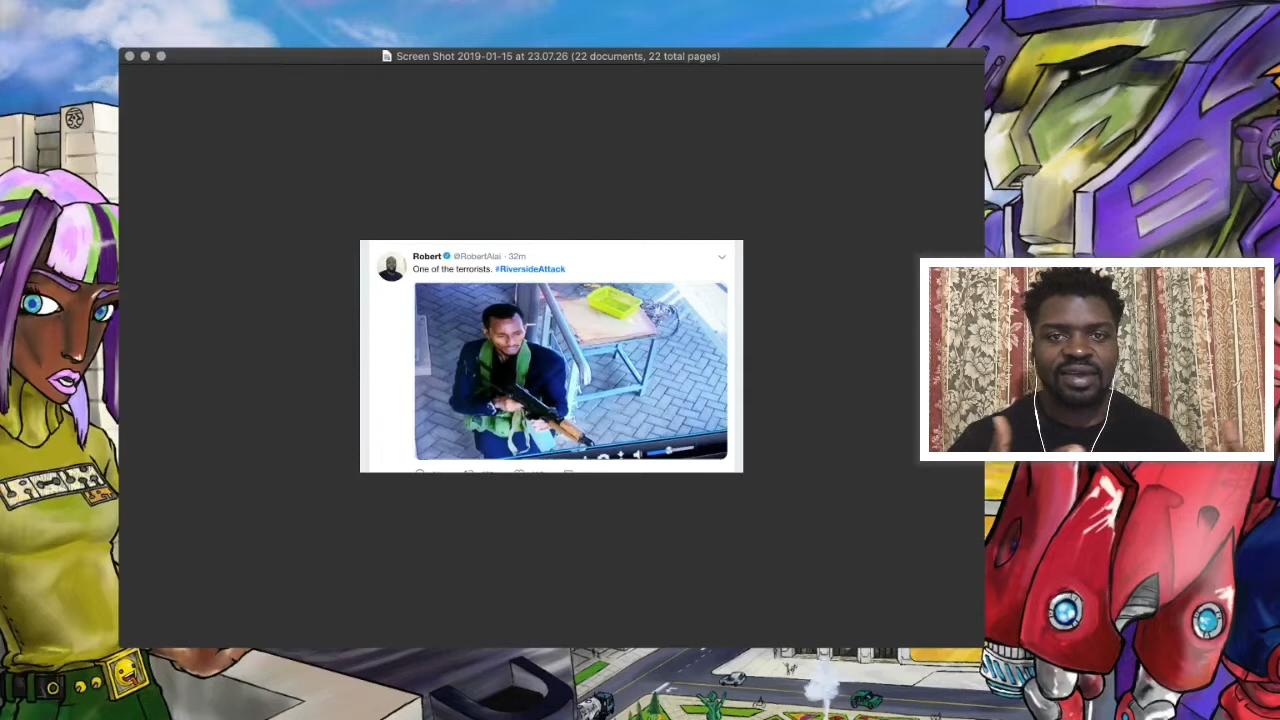 Screen Shot 2019-01-15 at 23.07.26 (22 documents, 22 total pages)
Robert @RobertAlai · 32m
One of the terrorists. #RiversideAttack